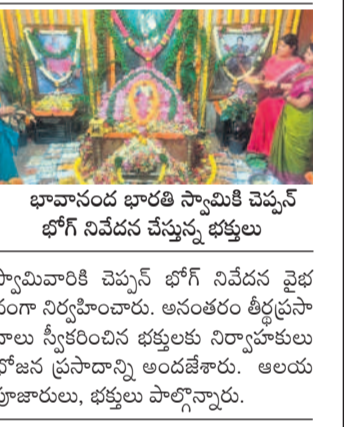 భావానంద భారతి స్వామికి చెప్పన్
భోగ్ నివేదన చేస్తున్న భక్తులు
స్వామివారికి చెప్పన్ భోగ్ నివేదన వైభ
వంగా నిర్వహించారు. అనంతరం తీర్థప్రసా
దాలు స్వీకరించిన భక్తులకు నిర్వాహకులు
భోజన ప్రసాదాన్ని అందజేశారు. ఆలయ
పూజారులు, భక్తులు పాల్గొన్నారు.